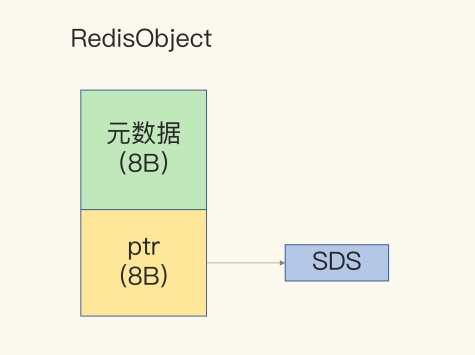 RedisObject
元数据
(8B)
ptr
(8B)
SDS